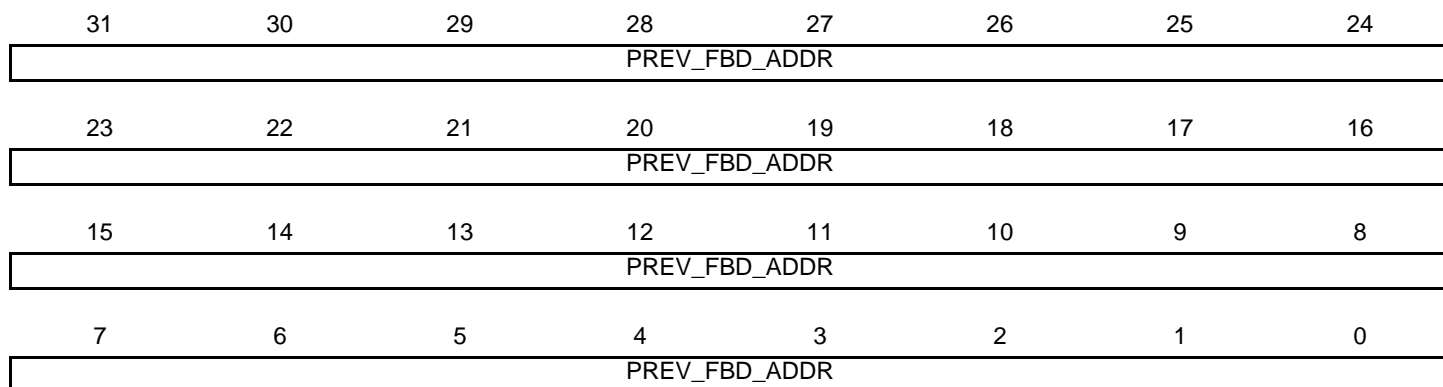 31 30 29 28 27 26 25 24
PREV_FBD_ADDR
23 22 21 20 19 18 17 16
PREV_FBD_ADDR
15 14 13 12 11 10 9 8
PREV_FBD_ADDR
7 6 5 4 3 2 1 0
PREV_FBD_ADDR